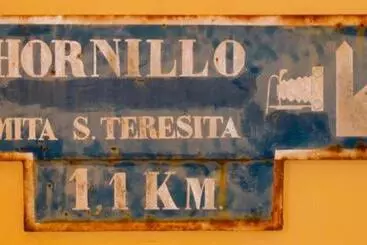 HORNILLO
MITA S. TERESITA
1,1 KM.